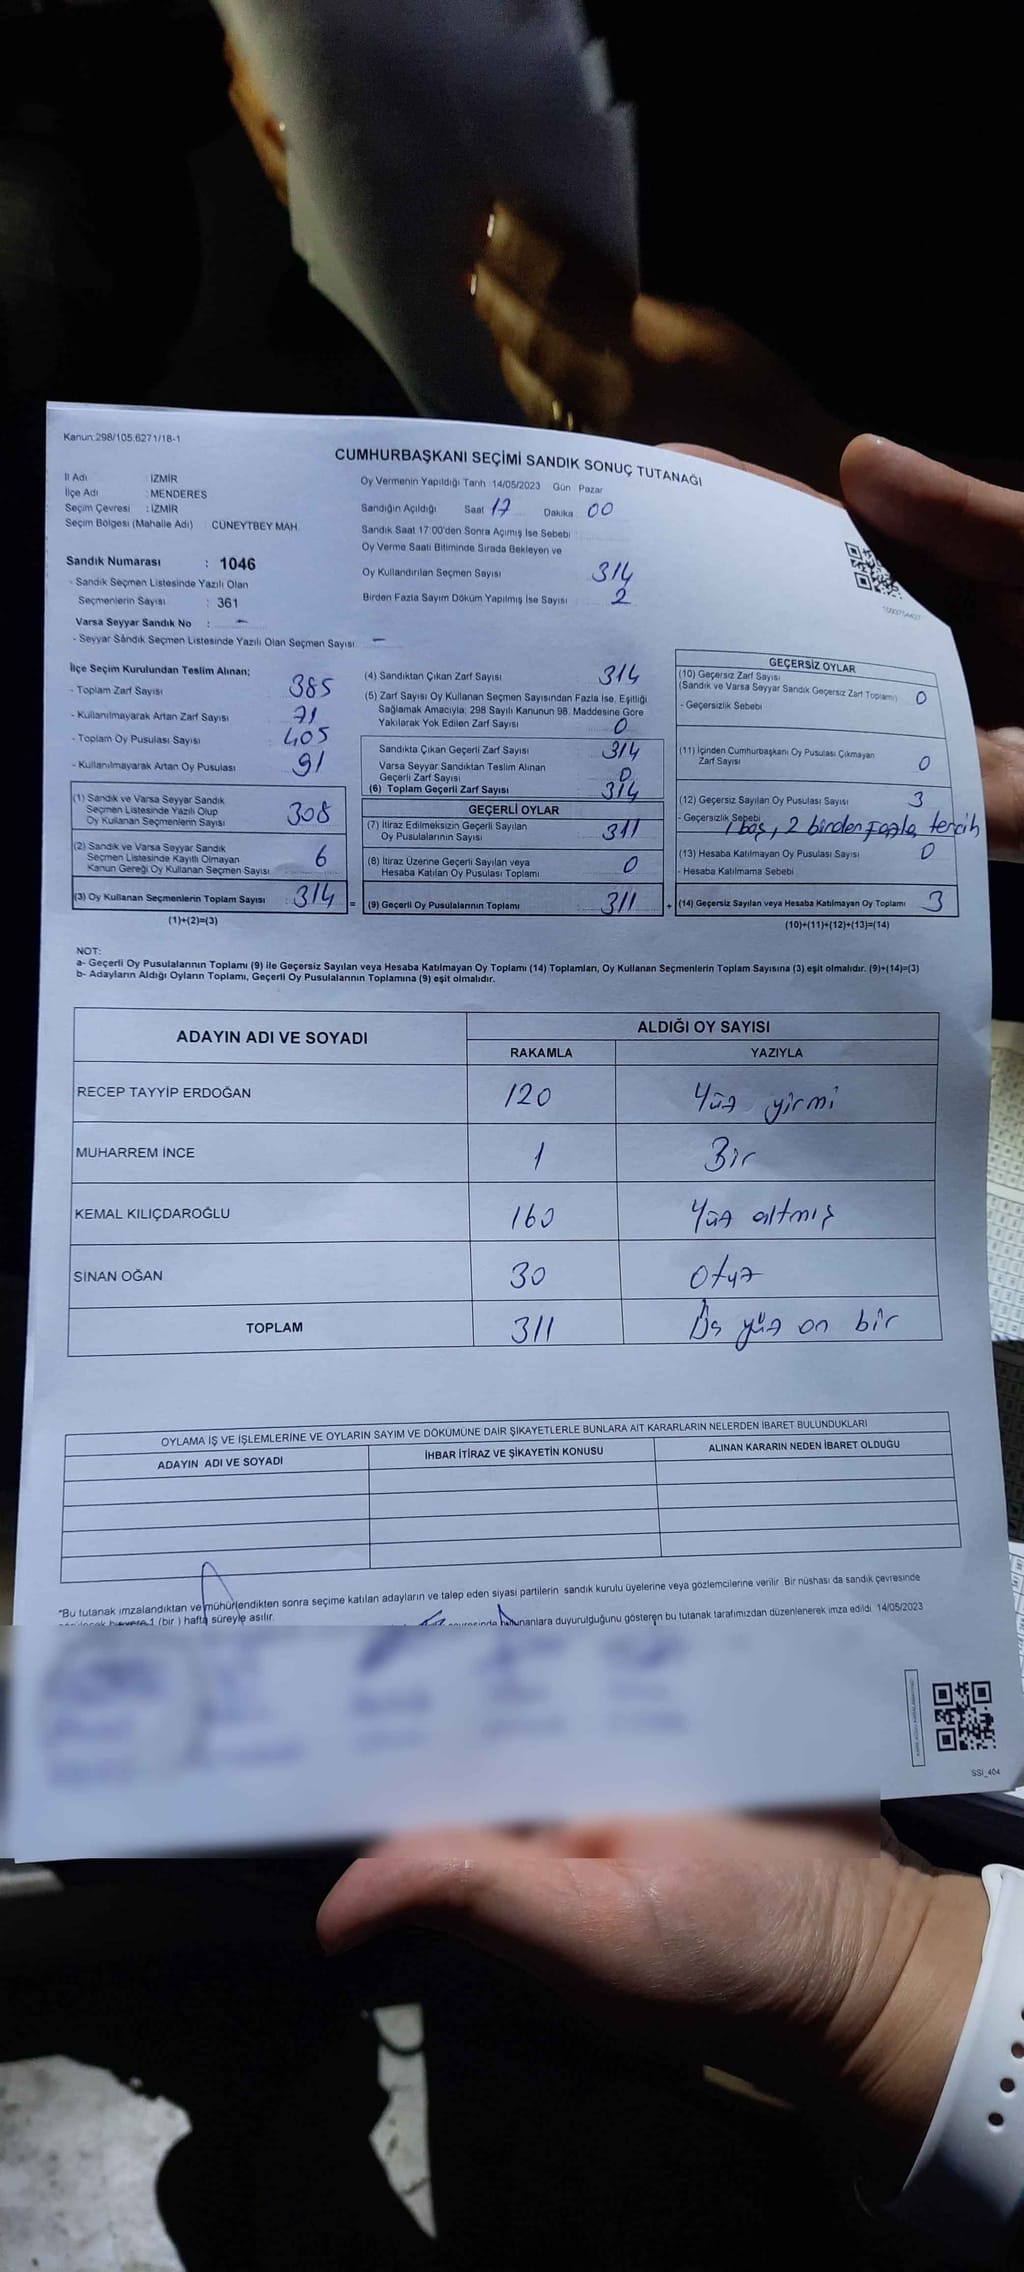 Kanun:298/105.6271/18-1
CUMHURBAŞKANI SEÇİMİ SANDIK SONUÇ TUTANAĞI
İl Adı : İZMİR
İlçe Adı : MENDERES
Seçim Çevresi : İZMİR
Seçim Bölgesi (Mahalle Adı) : CÜNEYTBEY MAH.
Oy Vermenin Yapıldığı Tarih :14/05/2023 Gün Pazar
Sandığın Açıldığı Saat 17 Dakika 00
Sandık Saat 17:00'den Sonra Açımış İse Sebebi :
Oy Verme Saati Bitiminde Sırada Bekleyen ve
Oy Kullandırılan Seçmen Sayısı 314
Birden Fazla Sayım Döküm Yapılmış İse Sayısı : 2
Sandık Numarası : 1046
- Sandık Seçmen Listesinde Yazılı Olan
Seçmenlerin Sayısı : 361
Varsa Seyyar Sandık No : -
- Seyyar Sandık Seçmen Listesinde Yazılı Olan Seçmen Sayısı : -
İlçe Seçim Kurulundan Teslim Alınan;
- Toplam Zarf Sayısı 385
- Kullanılmayarak Artan Zarf Sayısı 71
- Toplam Oy Pusulası Sayısı 405
- Kullanılmayarak Artan Oy Pusulası 91
(1) Sandık ve Varsa Seyyar Sandık
Seçmen Listesinde Yazılı Olup
Oy Kullanan Seçmenlerin Sayısı 308
(2) Sandık ve Varsa Seyyar Sandık
Seçmen Listesinde Kayıtlı Olmayan
Kanun Gereği Oy Kullanan Seçmen Sayısı 6
(3) Oy Kullanan Seçmenlerin Toplam Sayısı : 314 =
(1)+(2)=(3)
(4) Sandıktan Çıkan Zarf Sayısı 314
(5) Zarf Sayısı Oy Kullanan Seçmen Sayısından Fazla İse, Eşitliği
Sağlamak Amacıyla; 298 Sayılı Kanunun 98. Maddesine Göre
Yakılarak Yok Edilen Zarf Sayısı 0
Sandıkta Çıkan Geçerli Zarf Sayısı 314
Varsa Seyyar Sandıktan Teslim Alınan
Geçerli Zarf Sayısı 0
(6) Toplam Geçerli Zarf Sayısı 314
GEÇERLİ OYLAR
(7) İtiraz Edilmeksizin Geçerli Sayılan
Oy Pusulalarının Sayısı 311
(8) İtiraz Üzerine Geçerli Sayılan veya
Hesaba Katılan Oy Pusulası Toplamı 0
(9) Geçerli Oy Pusulalarının Toplamı 311 +
GEÇERSİZ OYLAR
(10) Geçersiz Zarf Sayısı
(Sandık ve Varsa Seyyar Sandık Geçersiz Zarf Toplamı) 0
- Geçersizlik Sebebi
(11) İçinden Cumhurbaşkanı Oy Pusulası Çıkmayan
Zarf Sayısı 0
(12) Geçersiz Sayılan Oy Pusulası Sayısı 3
- Geçersizlik Sebebi 1 boş, 2 birden fazla tercih
(13) Hesaba Katılmayan Oy Pusulası Sayısı 0
- Hesaba Katılmama Sebebi
(14) Geçersiz Sayılan veya Hesaba Katılmayan Oy Toplamı 3
(10)+(11)+(12)+(13)=(14)
NOT:
a- Geçerli Oy Pusulalarının Toplamı (9) ile Geçersiz Sayılan veya Hesaba Katılmayan Oy Toplamı (14) Toplamları, Oy Kullanan Seçmenlerin Toplam Sayısına (3) eşit olmalıdır. (9)+(14)=(3)
b- Adayların Aldığı Oyların Toplamı, Geçerli Oy Pusulalarının Toplamına (9) eşit olmalıdır.
ADAYIN ADI VE SOYADI ALDIĞI OY SAYISI
RAKAMLA YAZIYLA
RECEP TAYYİP ERDOĞAN 120 Yüz yirmi
MUHARREM İNCE 1 Bir
KEMAL KILIÇDAROĞLU 160 Yüz altmış
SİNAN OĞAN 30 Otuz
TOPLAM 311 Üç yüz on bir
OYLAMA İŞ VE İŞLEMLERİNE VE OYLARIN SAYIM VE DÖKÜMÜNE DAİR ŞİKAYETLERLE BUNLARA AİT KARARLARIN NELERDEN İBARET BULUNDUKLARI
ADAYIN ADI VE SOYADI İHBAR İTİRAZ VE ŞİKAYETİN KONUSU ALINAN KARARIN NEDEN İBARET OLDUĞU
*Bu tutanak imzalandıktan ve mühürlendikten sonra seçime katılan adayların ve talep eden siyasi partilerin sandık kurulu üyelerine veya gözlemcilerine verilir. Bir nüshası da sandık çevresinde
1 (bir ) hafta süreyle asılır.
bulunanlara duyurulduğunu gösteren bu tutanak tarafımızdan düzenlenerek imza edildi. 14/05/2023
SSİ_404